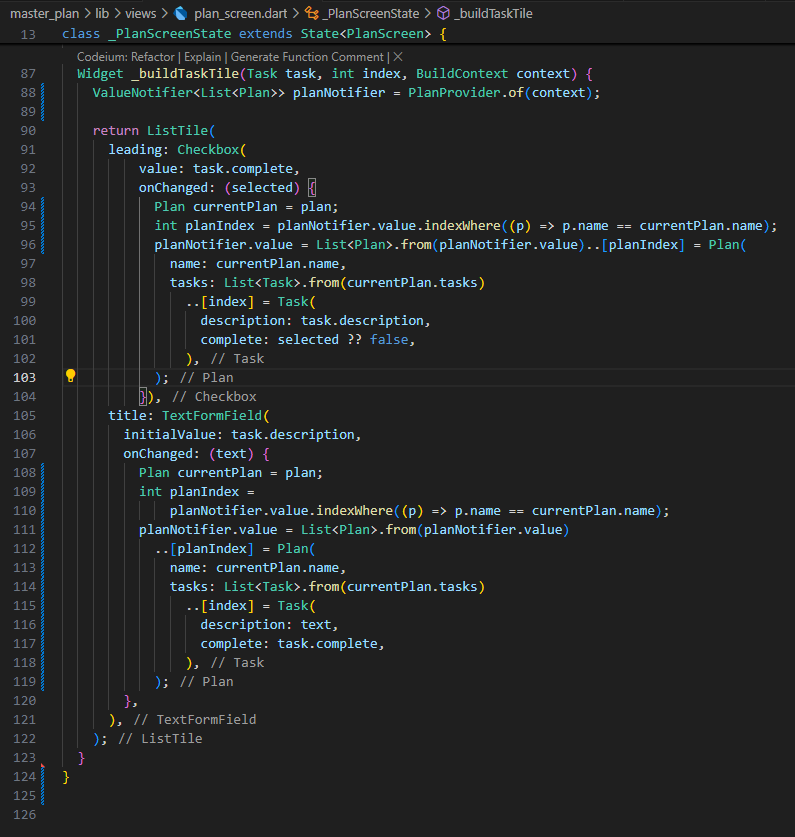 master_plan > lib > views > plan_screen.dart > _PlanScreenState > _buildTaskTile
13 class _PlanScreenState extends State<PlanScreen> {
Codeium: Refactor | Explain | Generate Function Comment | ×
87 Widget _buildTaskTile(Task task, int index, BuildContext context) {
88 ValueNotifier<List<Plan>> planNotifier = PlanProvider.of(context);
89
90 return ListTile(
91 leading: Checkbox(
92 value: task.complete,
93 onChanged: (selected) {
94 Plan currentPlan = plan;
95 int planIndex = planNotifier.value.indexWhere((p) => p.name == currentPlan.name);
96 planNotifier.value = List<Plan>.from(planNotifier.value)..[planIndex] = Plan(
97 name: currentPlan.name,
98 tasks: List<Task>.from(currentPlan.tasks)
99 ..[index] = Task(
100 description: task.description,
101 complete: selected ?? false,
102 ), // Task
103 ); // Plan
104 }), // Checkbox
105 title: TextFormField(
106 initialValue: task.description,
107 onChanged: (text) {
108 Plan currentPlan = plan;
109 int planIndex =
110 planNotifier.value.indexWhere((p) => p.name == currentPlan.name);
111 planNotifier.value = List<Plan>.from(planNotifier.value)
112 ..[planIndex] = Plan(
113 name: currentPlan.name,
114 tasks: List<Task>.from(currentPlan.tasks)
115 ..[index] = Task(
116 description: text,
117 complete: task.complete,
118 ), // Task
119 ); // Plan
120 },
121 ), // TextFormField
122 ); // ListTile
123 }
124 }
125
126